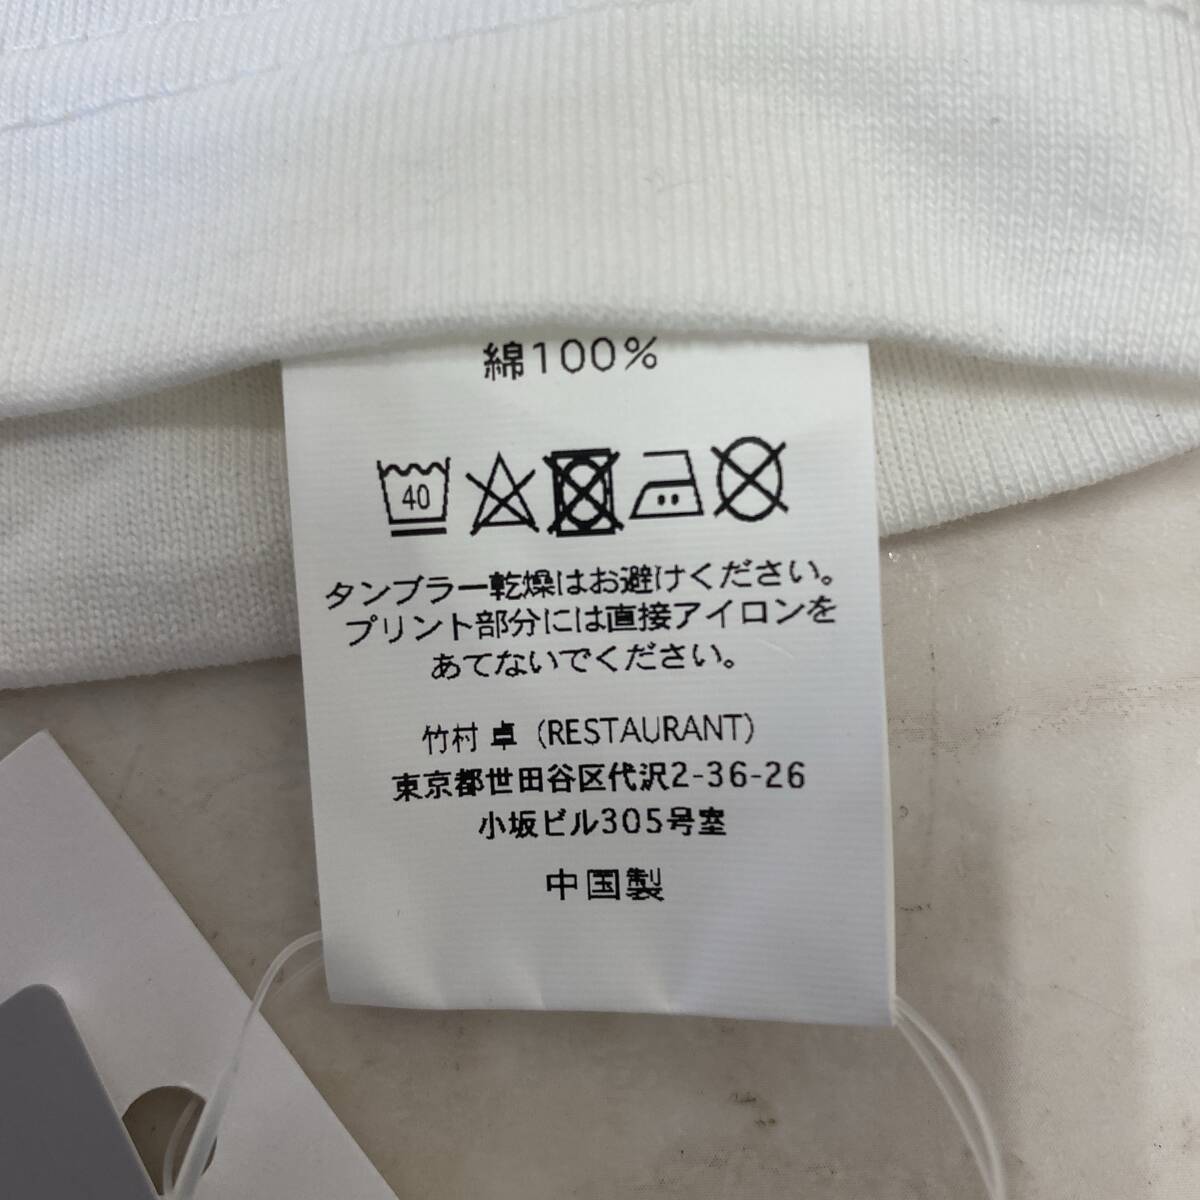 綿100%
40
タンブラー乾燥はお避けください。
プリント部分には直接アイロンを
あてないでください。
竹村 卓 (RESTAURANT)
東京都世田谷区代沢2-36-26
小坂ビル305号室
中国製